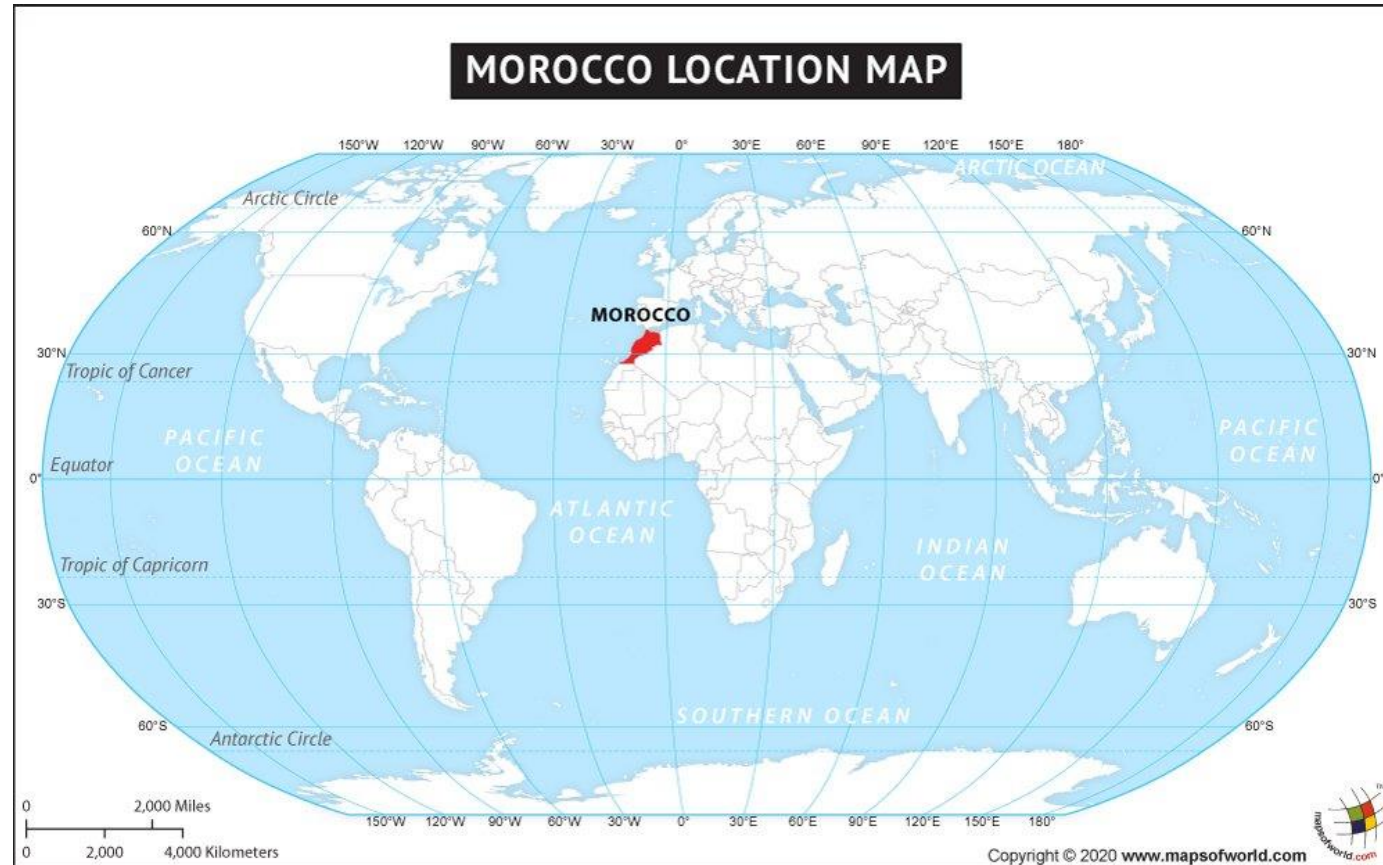 MOROCCO LOCATION MAP
150°W 120°W 90°W 60°W 30°W 0° 30°E 60°E 90°E 120°E 150°E 180°
ARCTIC OCEAN
Arctic Circle
60°N 60°N
MOROCCO
30°N 30°N
Tropic of Cancer
PACIFIC
OCEAN
PACIFIC
OCEAN
Equator
0° 0°
ATLANTIC
OCEAN
INDIAN
OCEAN
Tropic of Capricorn
30°S 30°S
SOUTHERN OCEAN
60°S 60°S
Antarctic Circle
0 2,000 Miles
0 2,000 4,000 Kilometers
150°W 120°W 90°W 60°W 30°W 0° 30°E 60°E 90°E 120°E 150°E 180°
mapsofworld.com
Copyright © 2020 www.mapsofworld.com